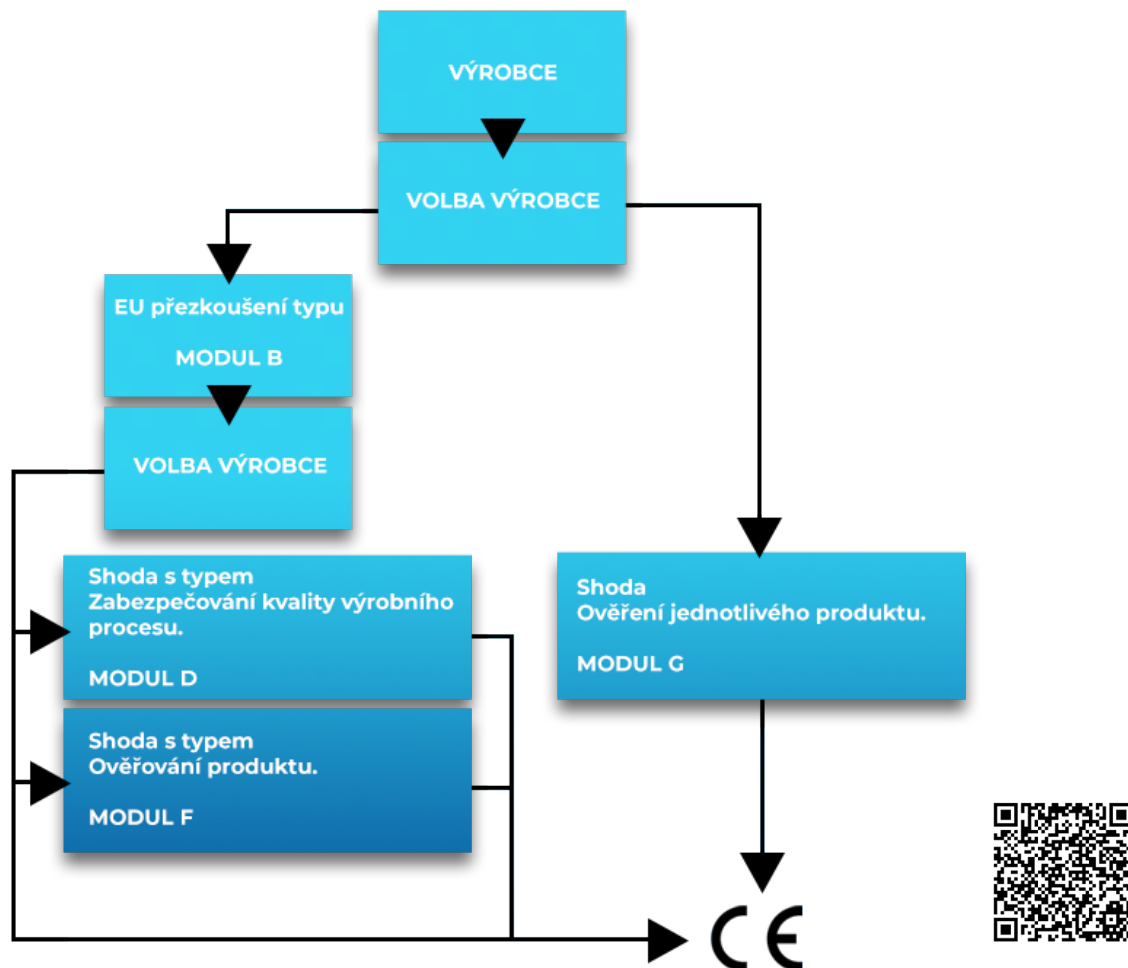 VÝROBCE
VOLBA VÝROBCE
EU přezkoušení typu
MODUL B
VOLBA VÝROBCE
Shoda s typem
Zabezpečování kvality výrobního
procesu.
MODUL D
Shoda s typem
Ověřování produktu.
MODUL F
Shoda
Ověření jednotlivého produktu.
MODUL G
CE